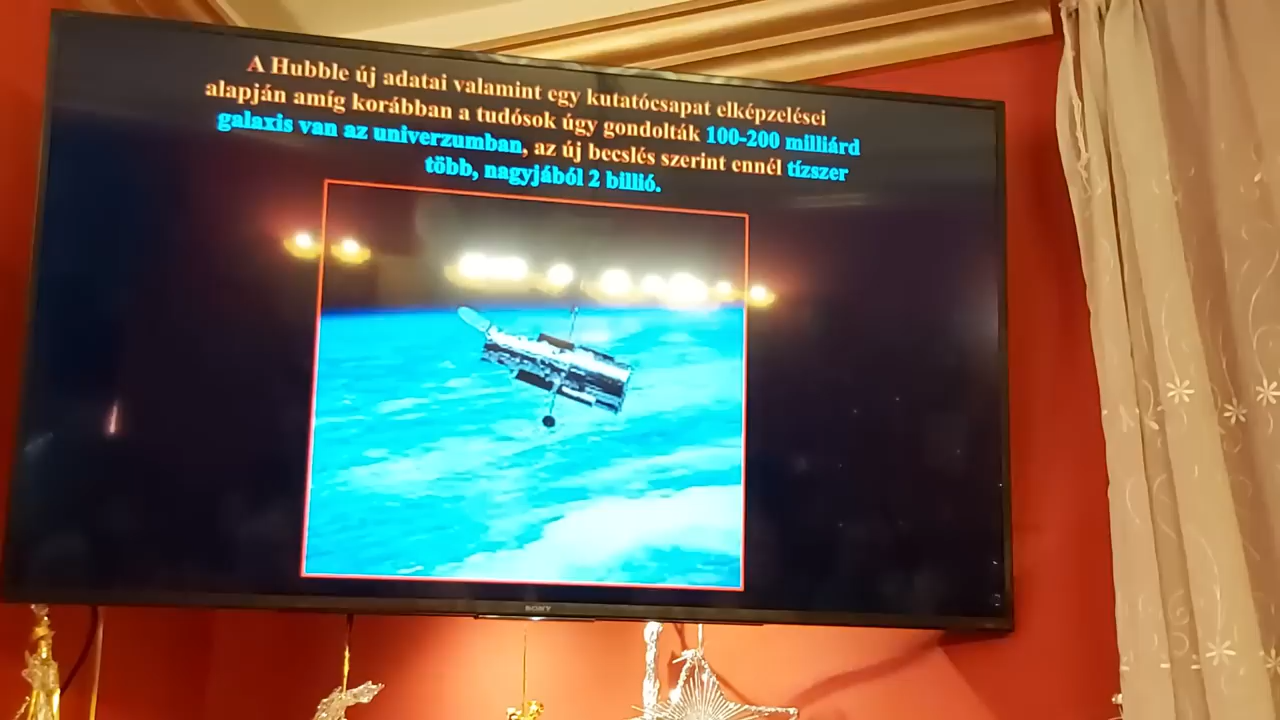 A Hubble új adatai valamint egy kutatócsapat elképzelései
alapján amíg korábban a tudósok úgy gondolták 100-200 milliárd
galaxis van az univerzumban, az új becslés szerint ennél tízszer
több, nagyjából 2 billió.
SONY